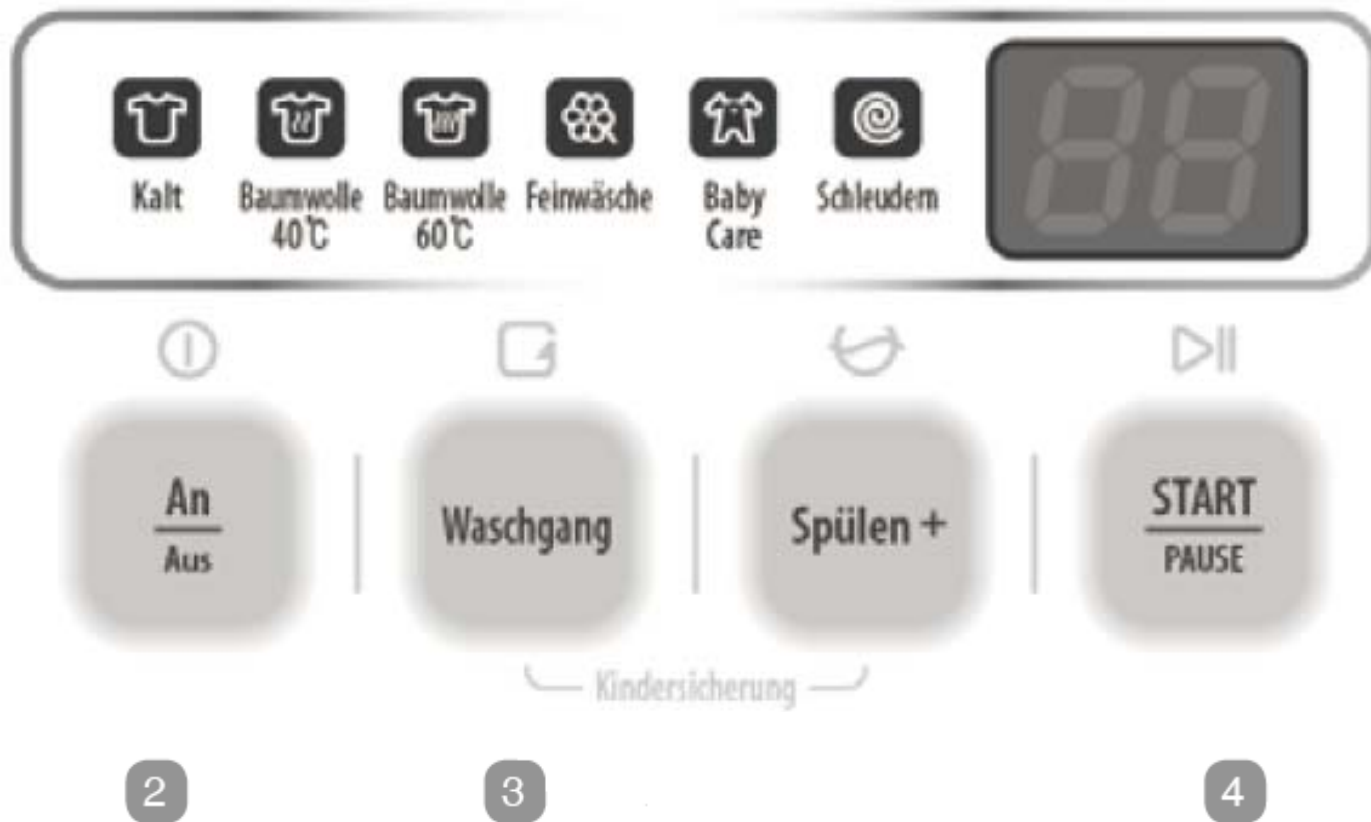 88
Kalt
Baumwolle
40℃
Baumwolle
60℃
Feinwäsche
Baby
Care
Schleudern
An
Aus
Waschgang
Spülen +
START
PAUSE
Kindersicherung
2
3
4